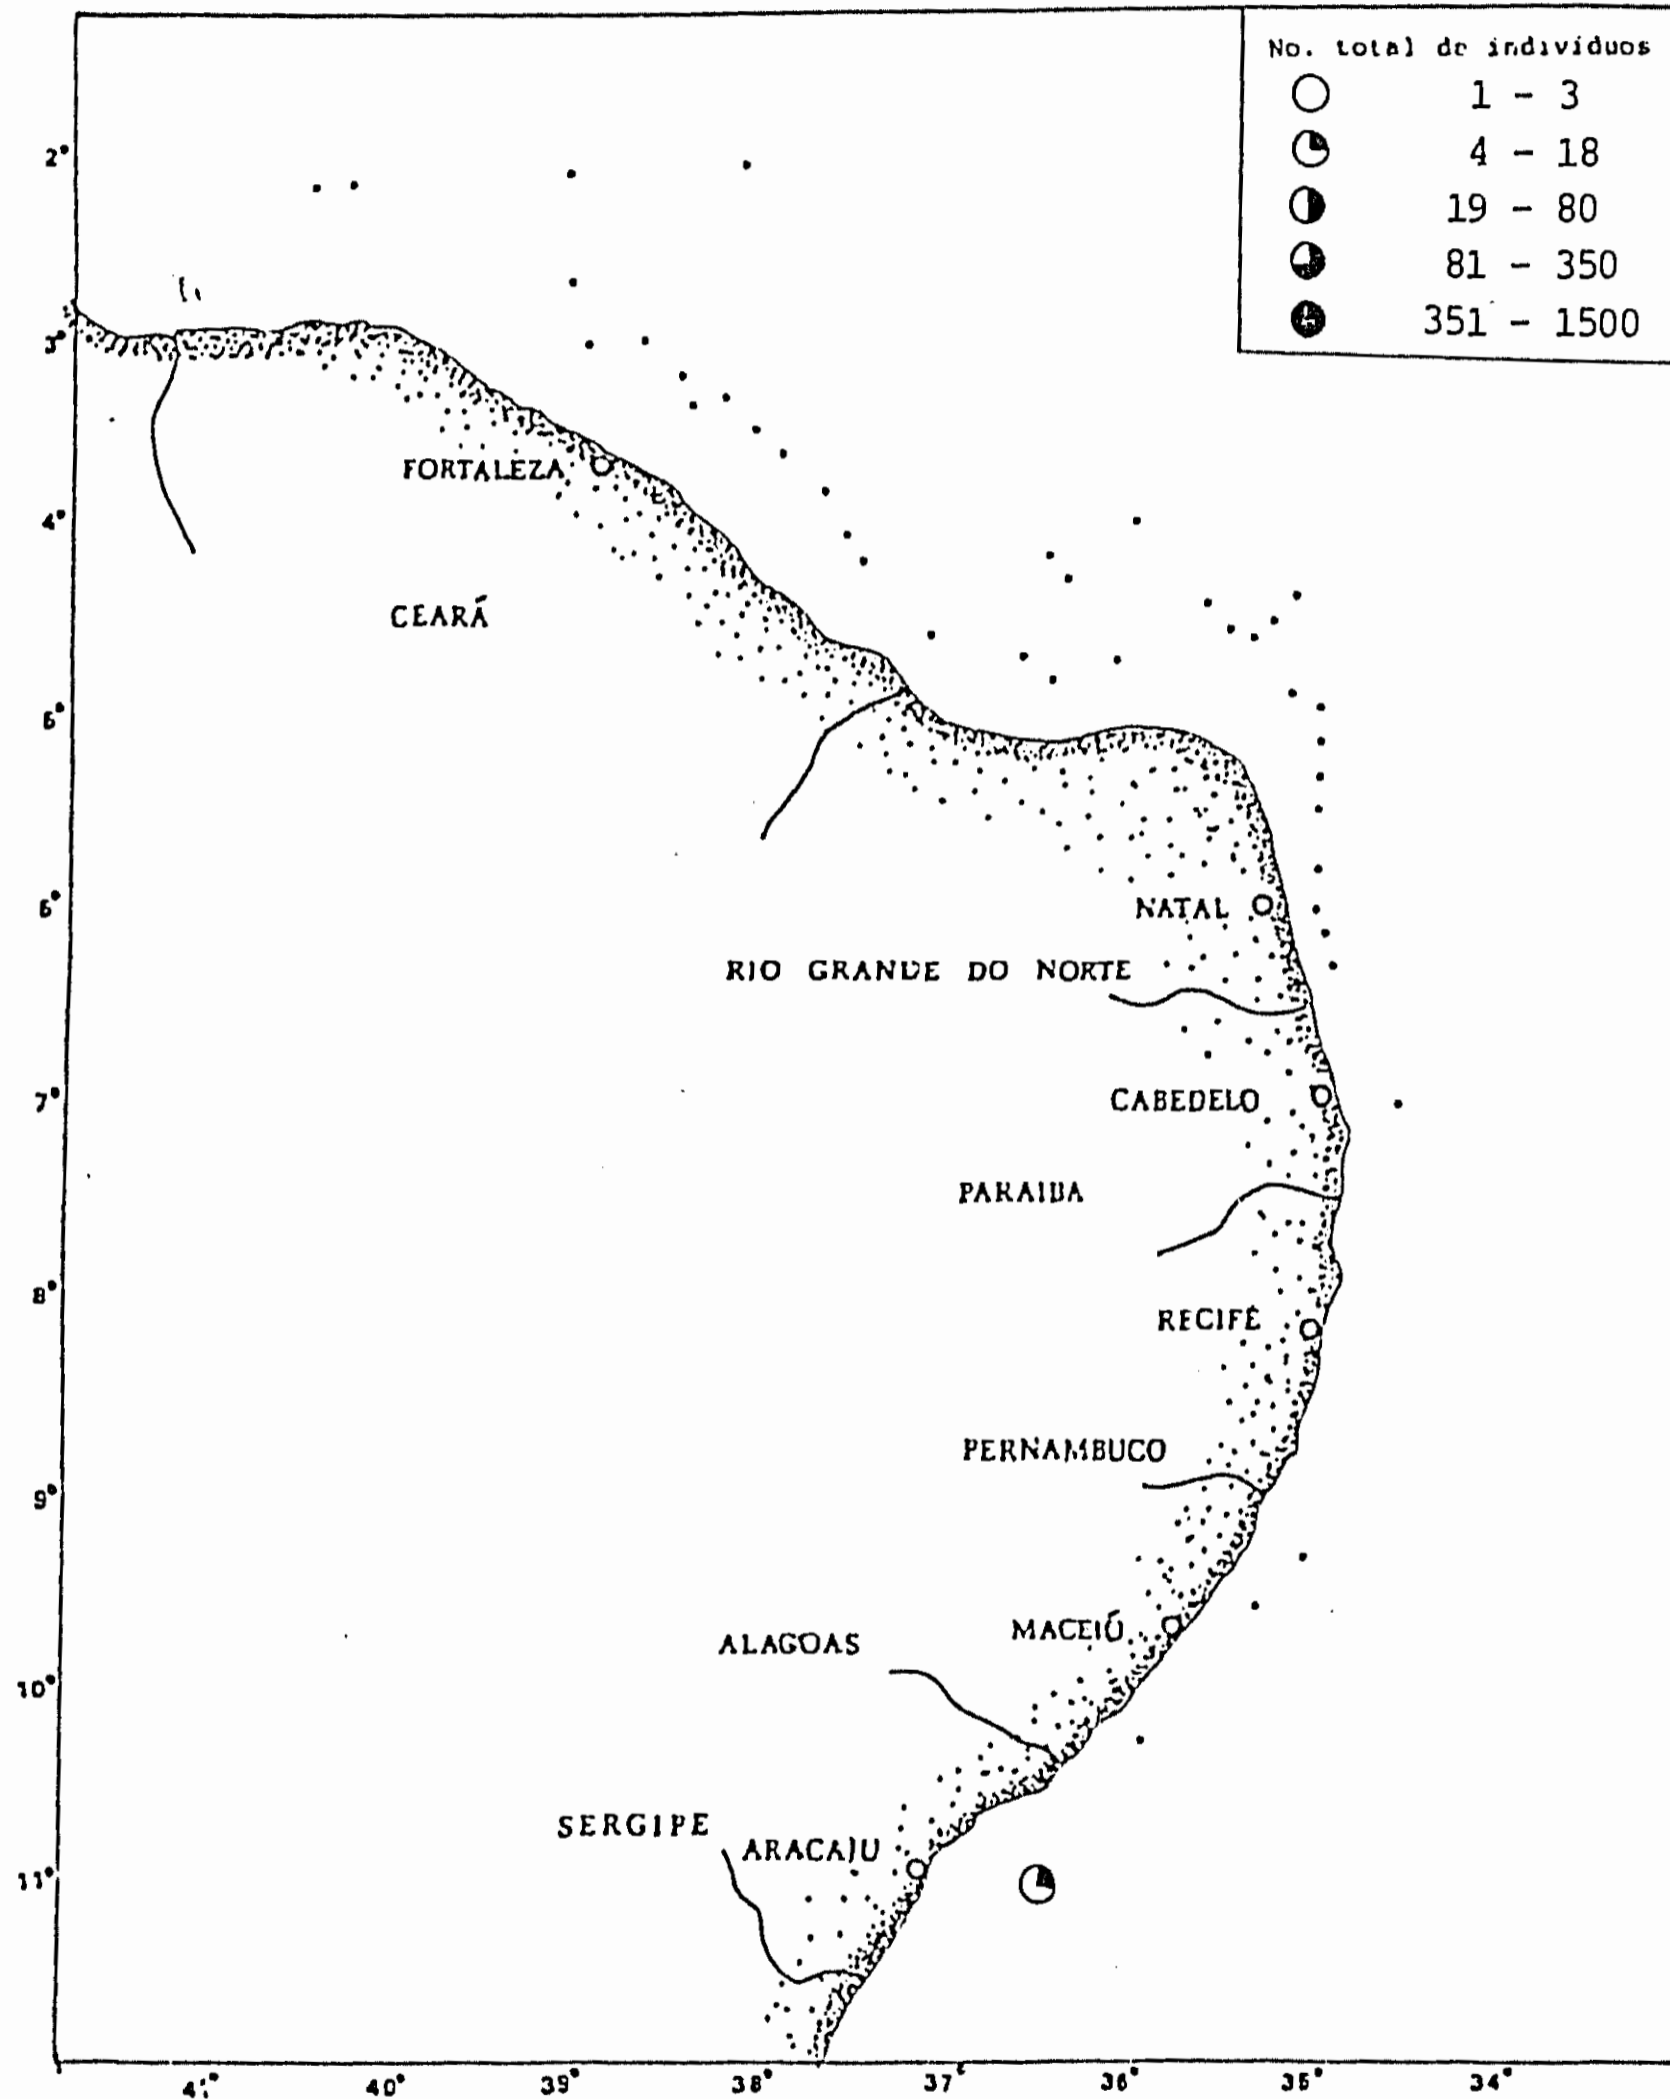 No. total de indivíduos
1 - 3
4 - 18
19 - 80
81 - 350
351 - 1500
2°
3°
FORTALEZA
4°
CEARÁ
5°
6°
NATAL
RIO GRANDE DO NORTE
7°
CABEDELO
PARAIBA
8°
RECIFE
PERNAMBUCO
9°
MACEIÓ
ALAGOAS
10°
SERGIPE
ARACAJU
11°
41° 40° 39° 38° 37° 36° 35° 34°